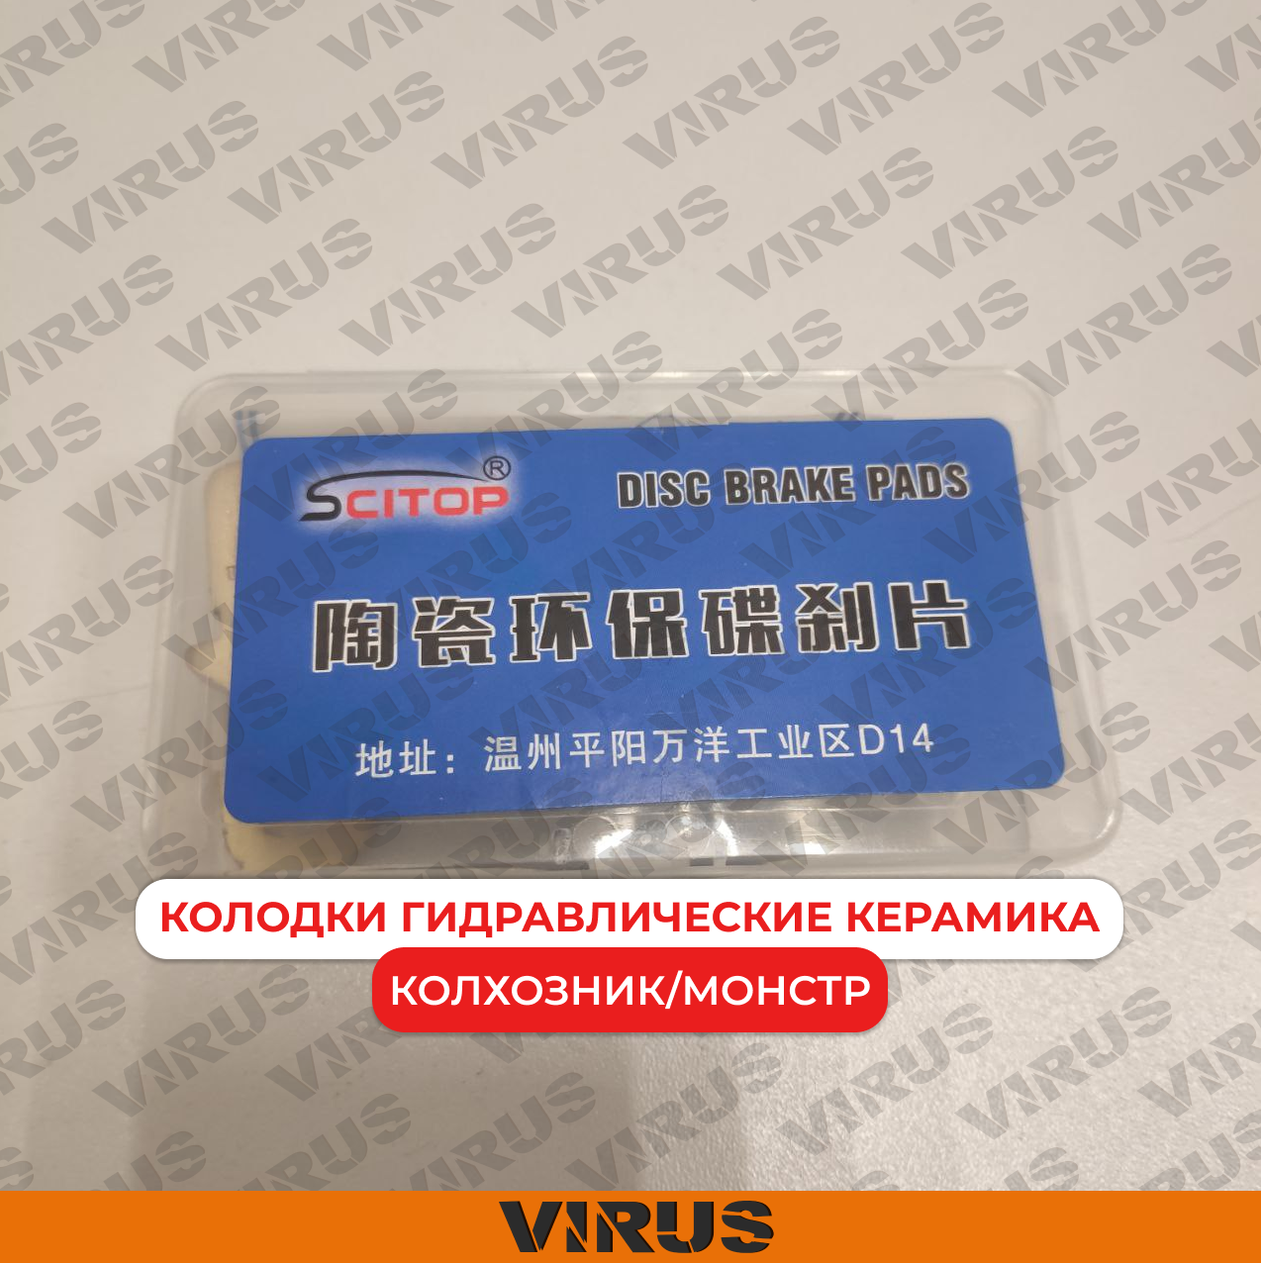 SCITOP®
DISC BRAKE PADS
陶瓷环保碟刹片
地址：温州平阳万洋工业区D14
КОЛОДКИ ГИДРАВЛИЧЕСКИЕ КЕРАМИКА
КОЛХОЗНИК/МОНСТР
VIRUS